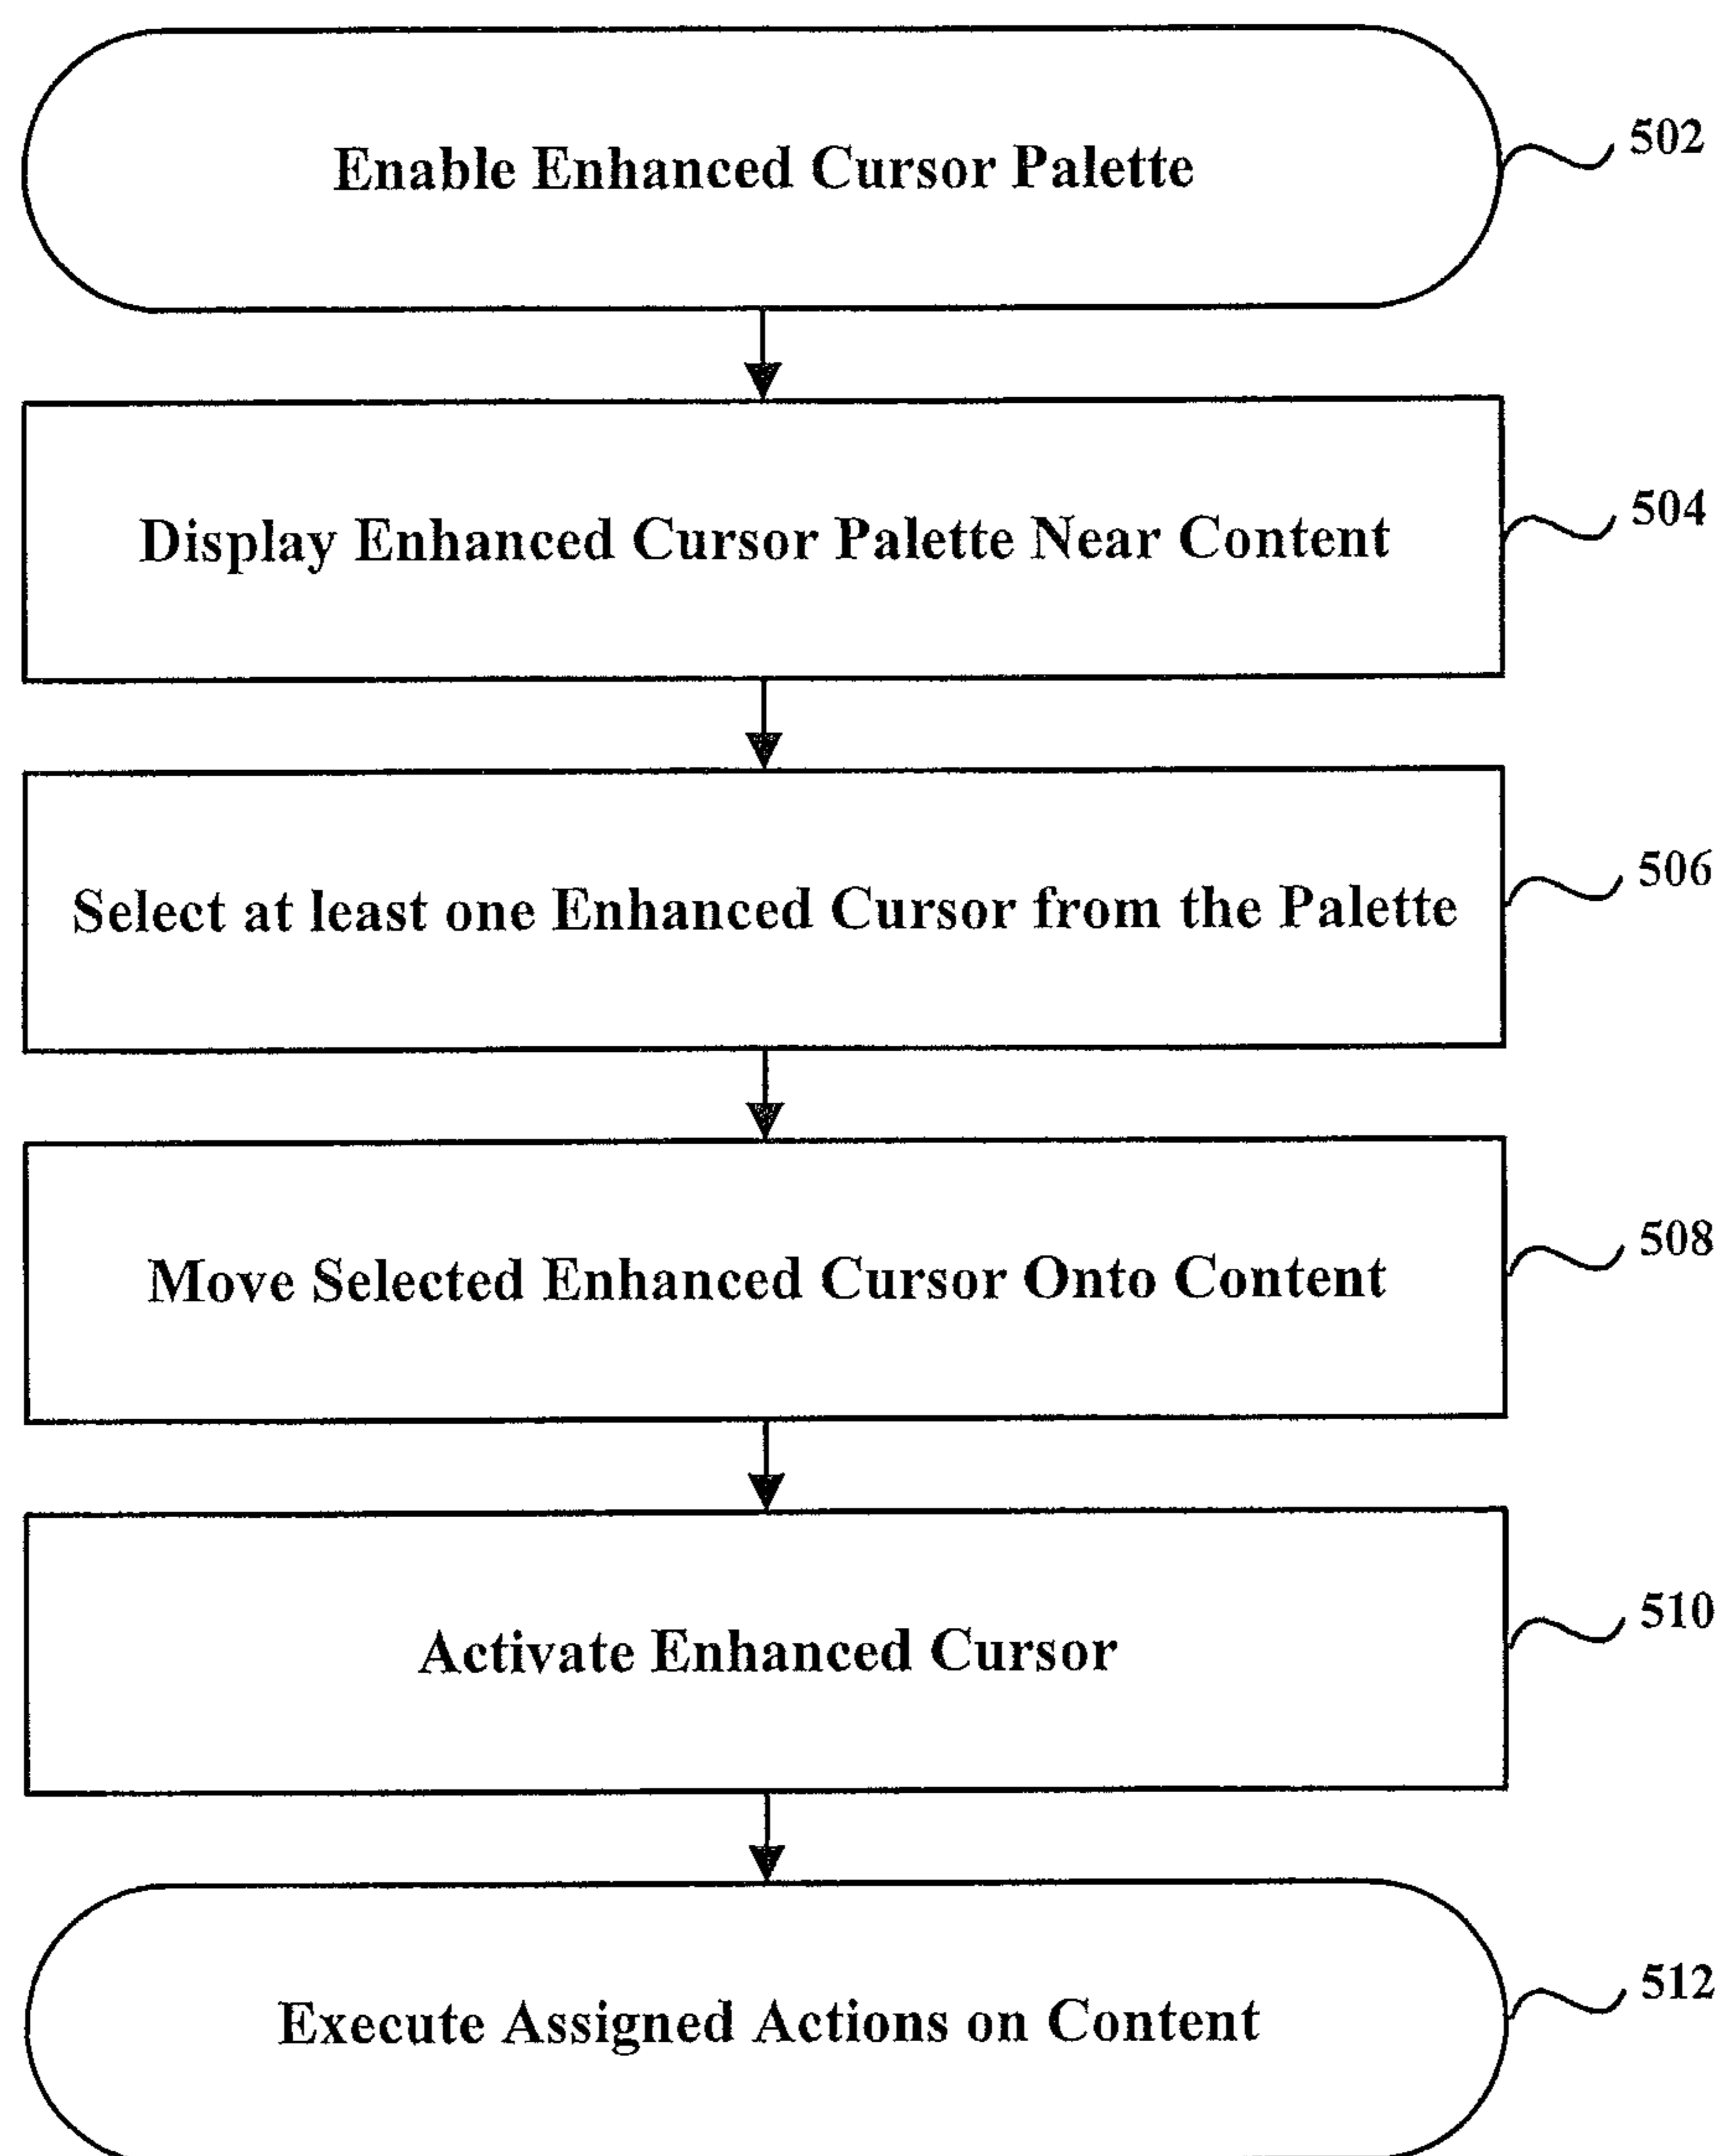 Enable Enhanced Cursor Palette
502
Display Enhanced Cursor Palette Near Content
504
Select at least one Enhanced Cursor from the Palette
506
Move Selected Enhanced Cursor Onto Content
508
Activate Enhanced Cursor
510
Execute Assigned Actions on Content
512